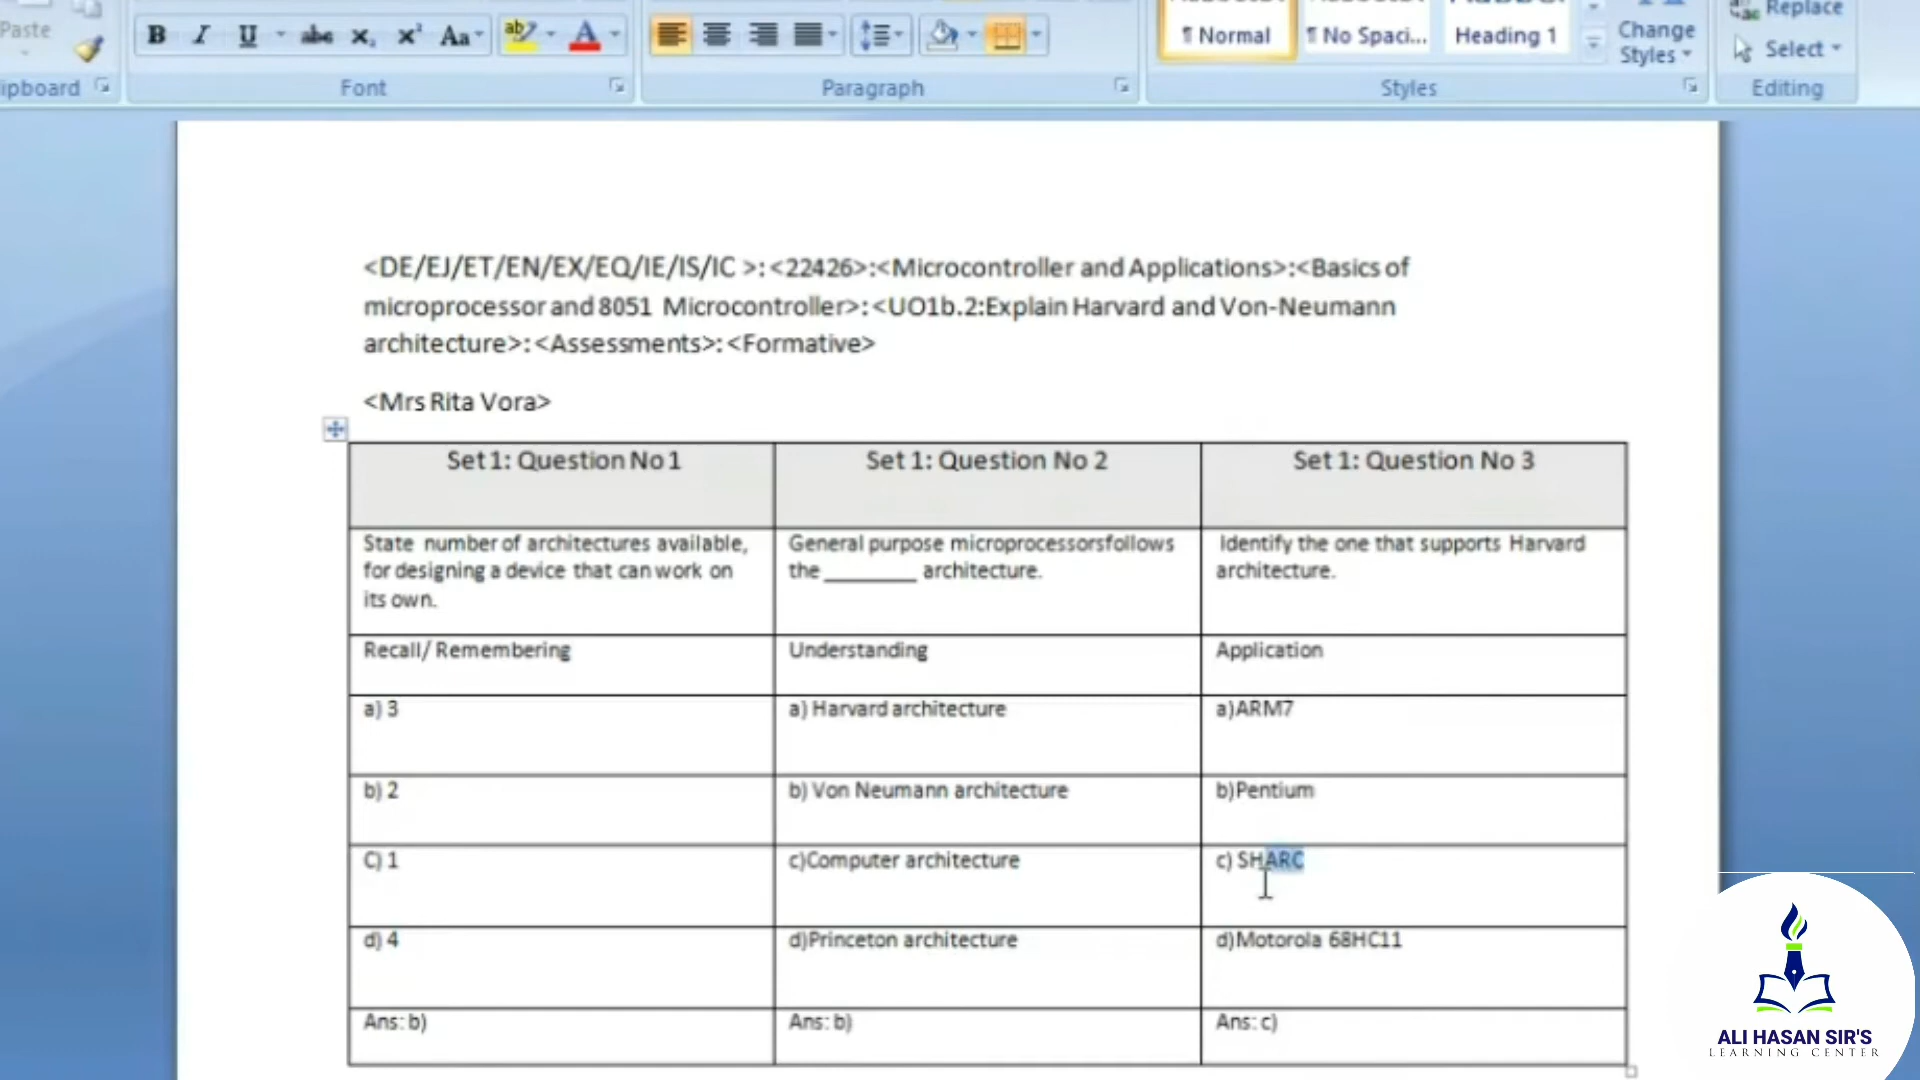 Paste
B I U abc x₂ x² Aa ab A
¶ Normal
¶ No Spaci...
Heading 1
Change
Styles
Replace
Select
ipboard
Font
Paragraph
Styles
Editing
<DE/EJ/ET/EN/EX/EQ/IE/IS/IC >:<22426>:<Microcontroller and Applications>:<Basics of
microprocessor and 8051 Microcontroller>:<UO1b.2:Explain Harvard and Von-Neumann
architecture>:<Assessments>:<Formative>
<Mrs Rita Vora>
Set 1: Question No 1
Set 1: Question No 2
Set 1: Question No 3
State number of architectures available,
for designing a device that can work on
its own.
General purpose microprocessorsfollows
the ________ architecture.
Identify the one that supports Harvard
architecture.
Recall/ Remembering
Understanding
Application
a) 3
a) Harvard architecture
a)ARM7
b) 2
b) Von Neumann architecture
b)Pentium
C) 1
c)Computer architecture
c) SHARC
d) 4
d)Princeton architecture
d)Motorola 68HC11
Ans: b)
Ans: b)
Ans: c)
ALI HASAN SIR'S
LEARNING CENTER